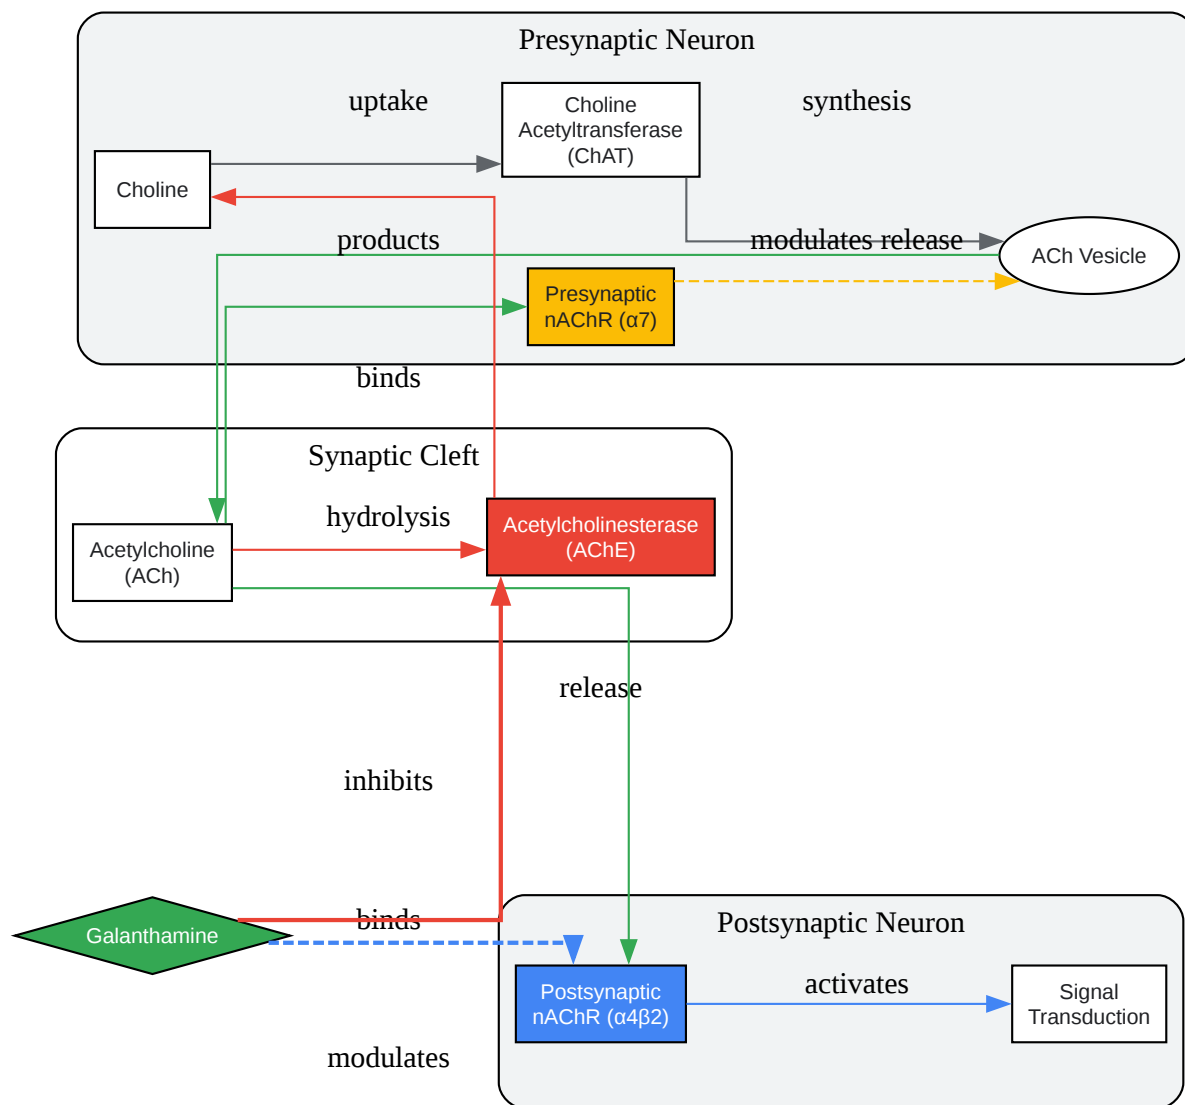 Presynaptic Neuron
uptake
Choline
Acetyltransferase
(ChAT)
synthesis
Choline
products
modulates release
ACh Vesicle
Presynaptic
nAChR (α7)
binds
Synaptic Cleft
hydrolysis
Acetylcholinesterase
(AChE)
Acetylcholine
(ACh)
release
inhibits
Galanthamine
binds
Postsynaptic Neuron
Postsynaptic
nAChR (α4β2)
activates
Signal
Transduction
modulates